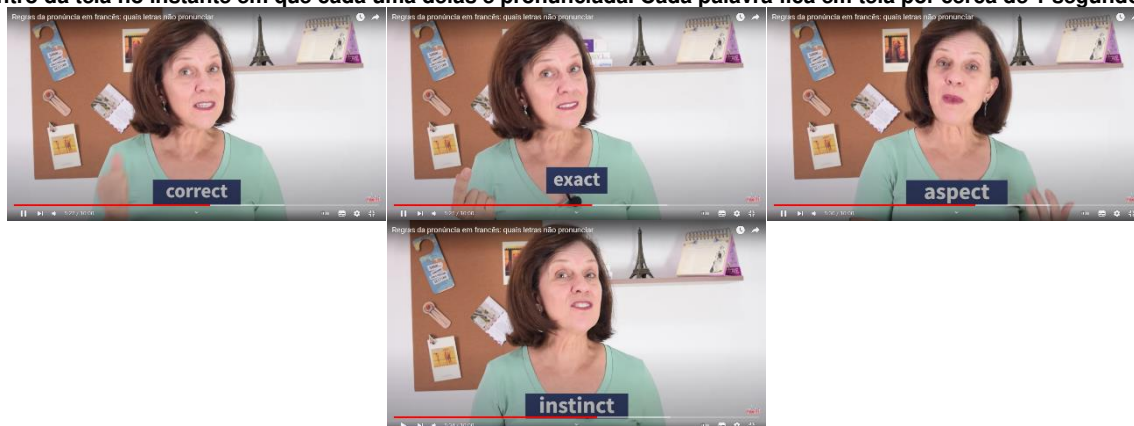 ntro da tela no instante em que cada uma delas é pronunciada. Cada palavra fica em tela por cerca de 1 segundo
Regras da pronúncia em francês: quais letras não pronunciar
correct
Regras da pronúncia em francês: quais letras não pronunciar
exact
Regras da pronúncia em francês: quais letras não pronunciar
aspect
Regras da pronúncia em francês: quais letras não pronunciar
instinct